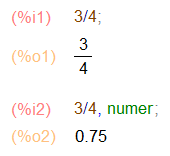 (%i1) 3/4;
(%o1) 3/4
(%i2) 3/4, numer;
(%o2) 0.75